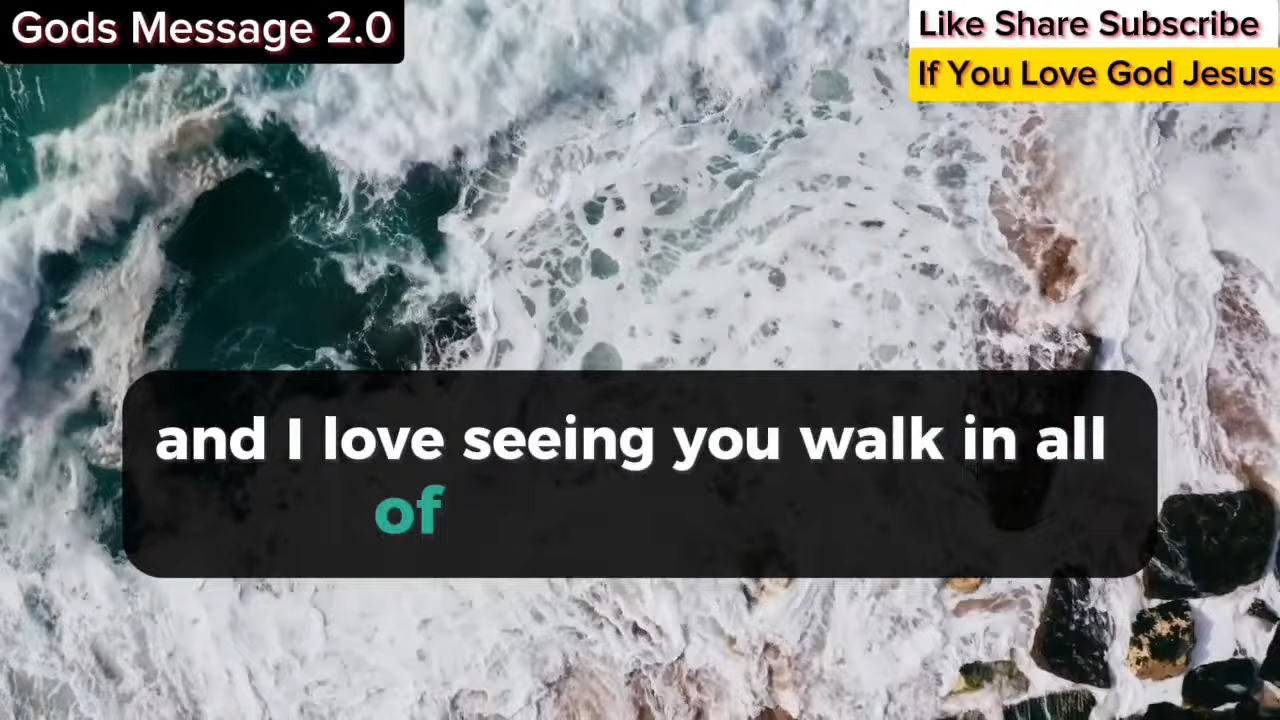 Gods Message 2.0
Like Share Subscribe
If You Love God Jesus
and I love seeing you walk in all
of